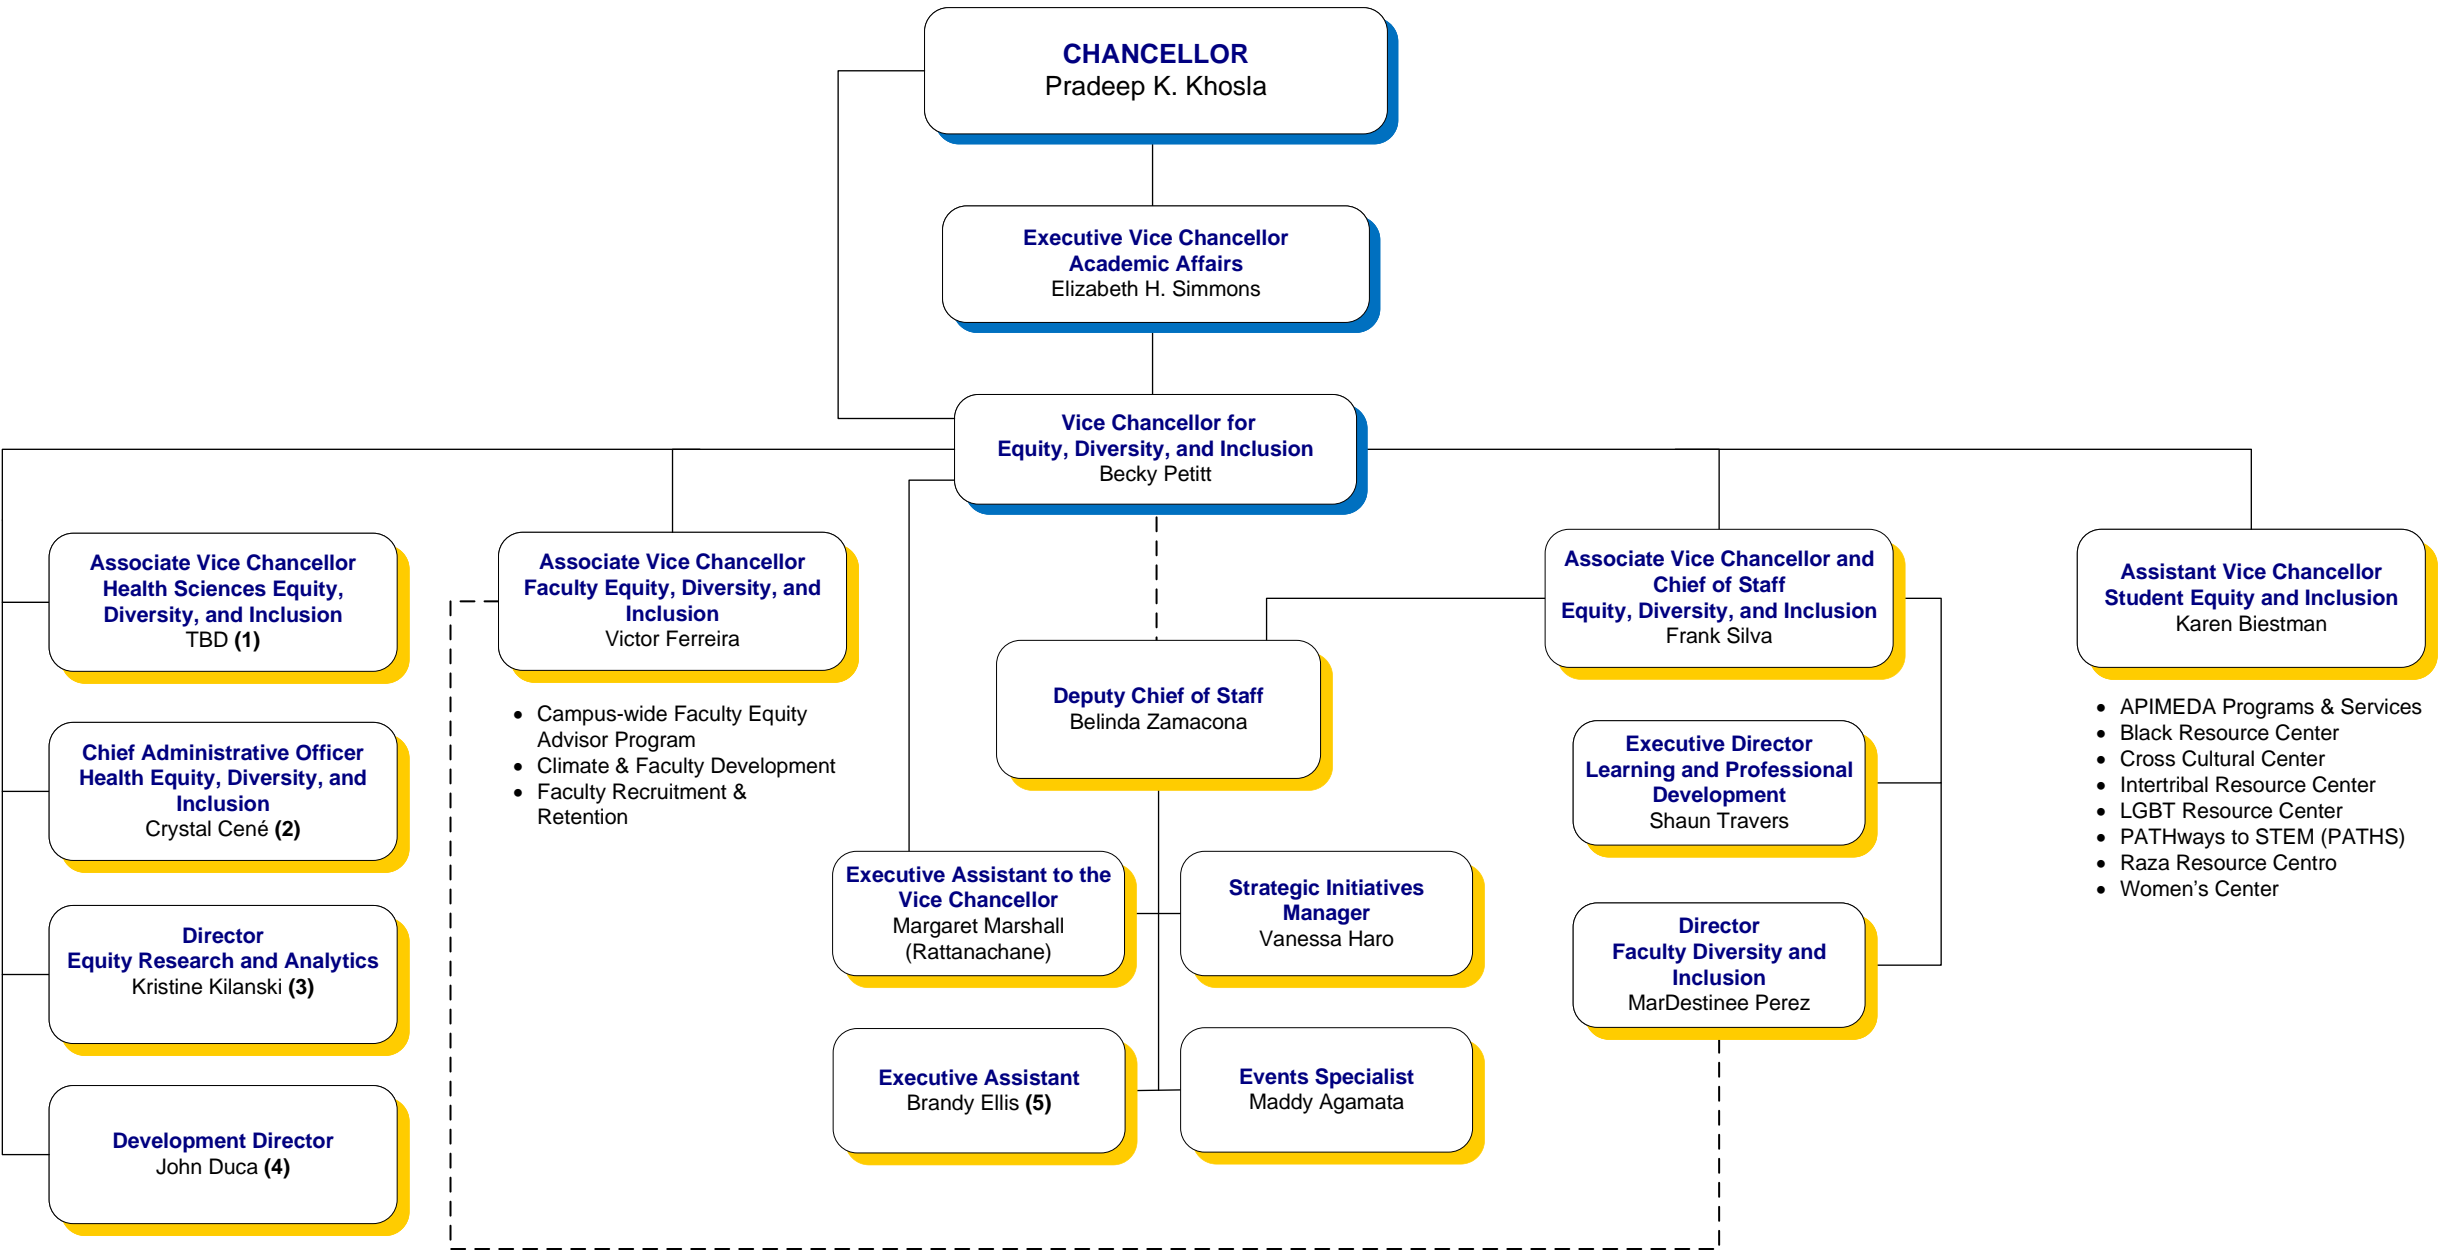 CHANCELLOR
Pradeep K. Khosla
Executive Vice Chancellor
Academic Affairs
Elizabeth H. Simmons
Vice Chancellor for
Equity, Diversity, and Inclusion
Becky Petitt
Associate Vice Chancellor
Health Sciences Equity,
Diversity, and Inclusion
TBD (1)
Chief Administrative Officer
Health Equity, Diversity, and
Inclusion
Crystal Cené (2)
Director
Equity Research and Analytics
Kristine Kilanski (3)
Development Director
John Duca (4)
Associate Vice Chancellor
Faculty Equity, Diversity, and
Inclusion
Victor Ferreira
• Campus-wide Faculty Equity
Advisor Program
• Climate & Faculty Development
• Faculty Recruitment &
Retention
Deputy Chief of Staff
Belinda Zamacona
Executive Assistant to the
Vice Chancellor
Margaret Marshall
(Rattanachane)
Strategic Initiatives
Manager
Vanessa Haro
Executive Assistant
Brandy Ellis (5)
Events Specialist
Maddy Agamata
Associate Vice Chancellor and
Chief of Staff
Equity, Diversity, and Inclusion
Frank Silva
Executive Director
Learning and Professional
Development
Shaun Travers
Director
Faculty Diversity and
Inclusion
MarDestinee Perez
Assistant Vice Chancellor
Student Equity and Inclusion
Karen Biestman
• APIMEDA Programs & Services
• Black Resource Center
• Cross Cultural Center
• Intertribal Resource Center
• LGBT Resource Center
• PATHways to STEM (PATHS)
• Raza Resource Centro
• Women’s Center